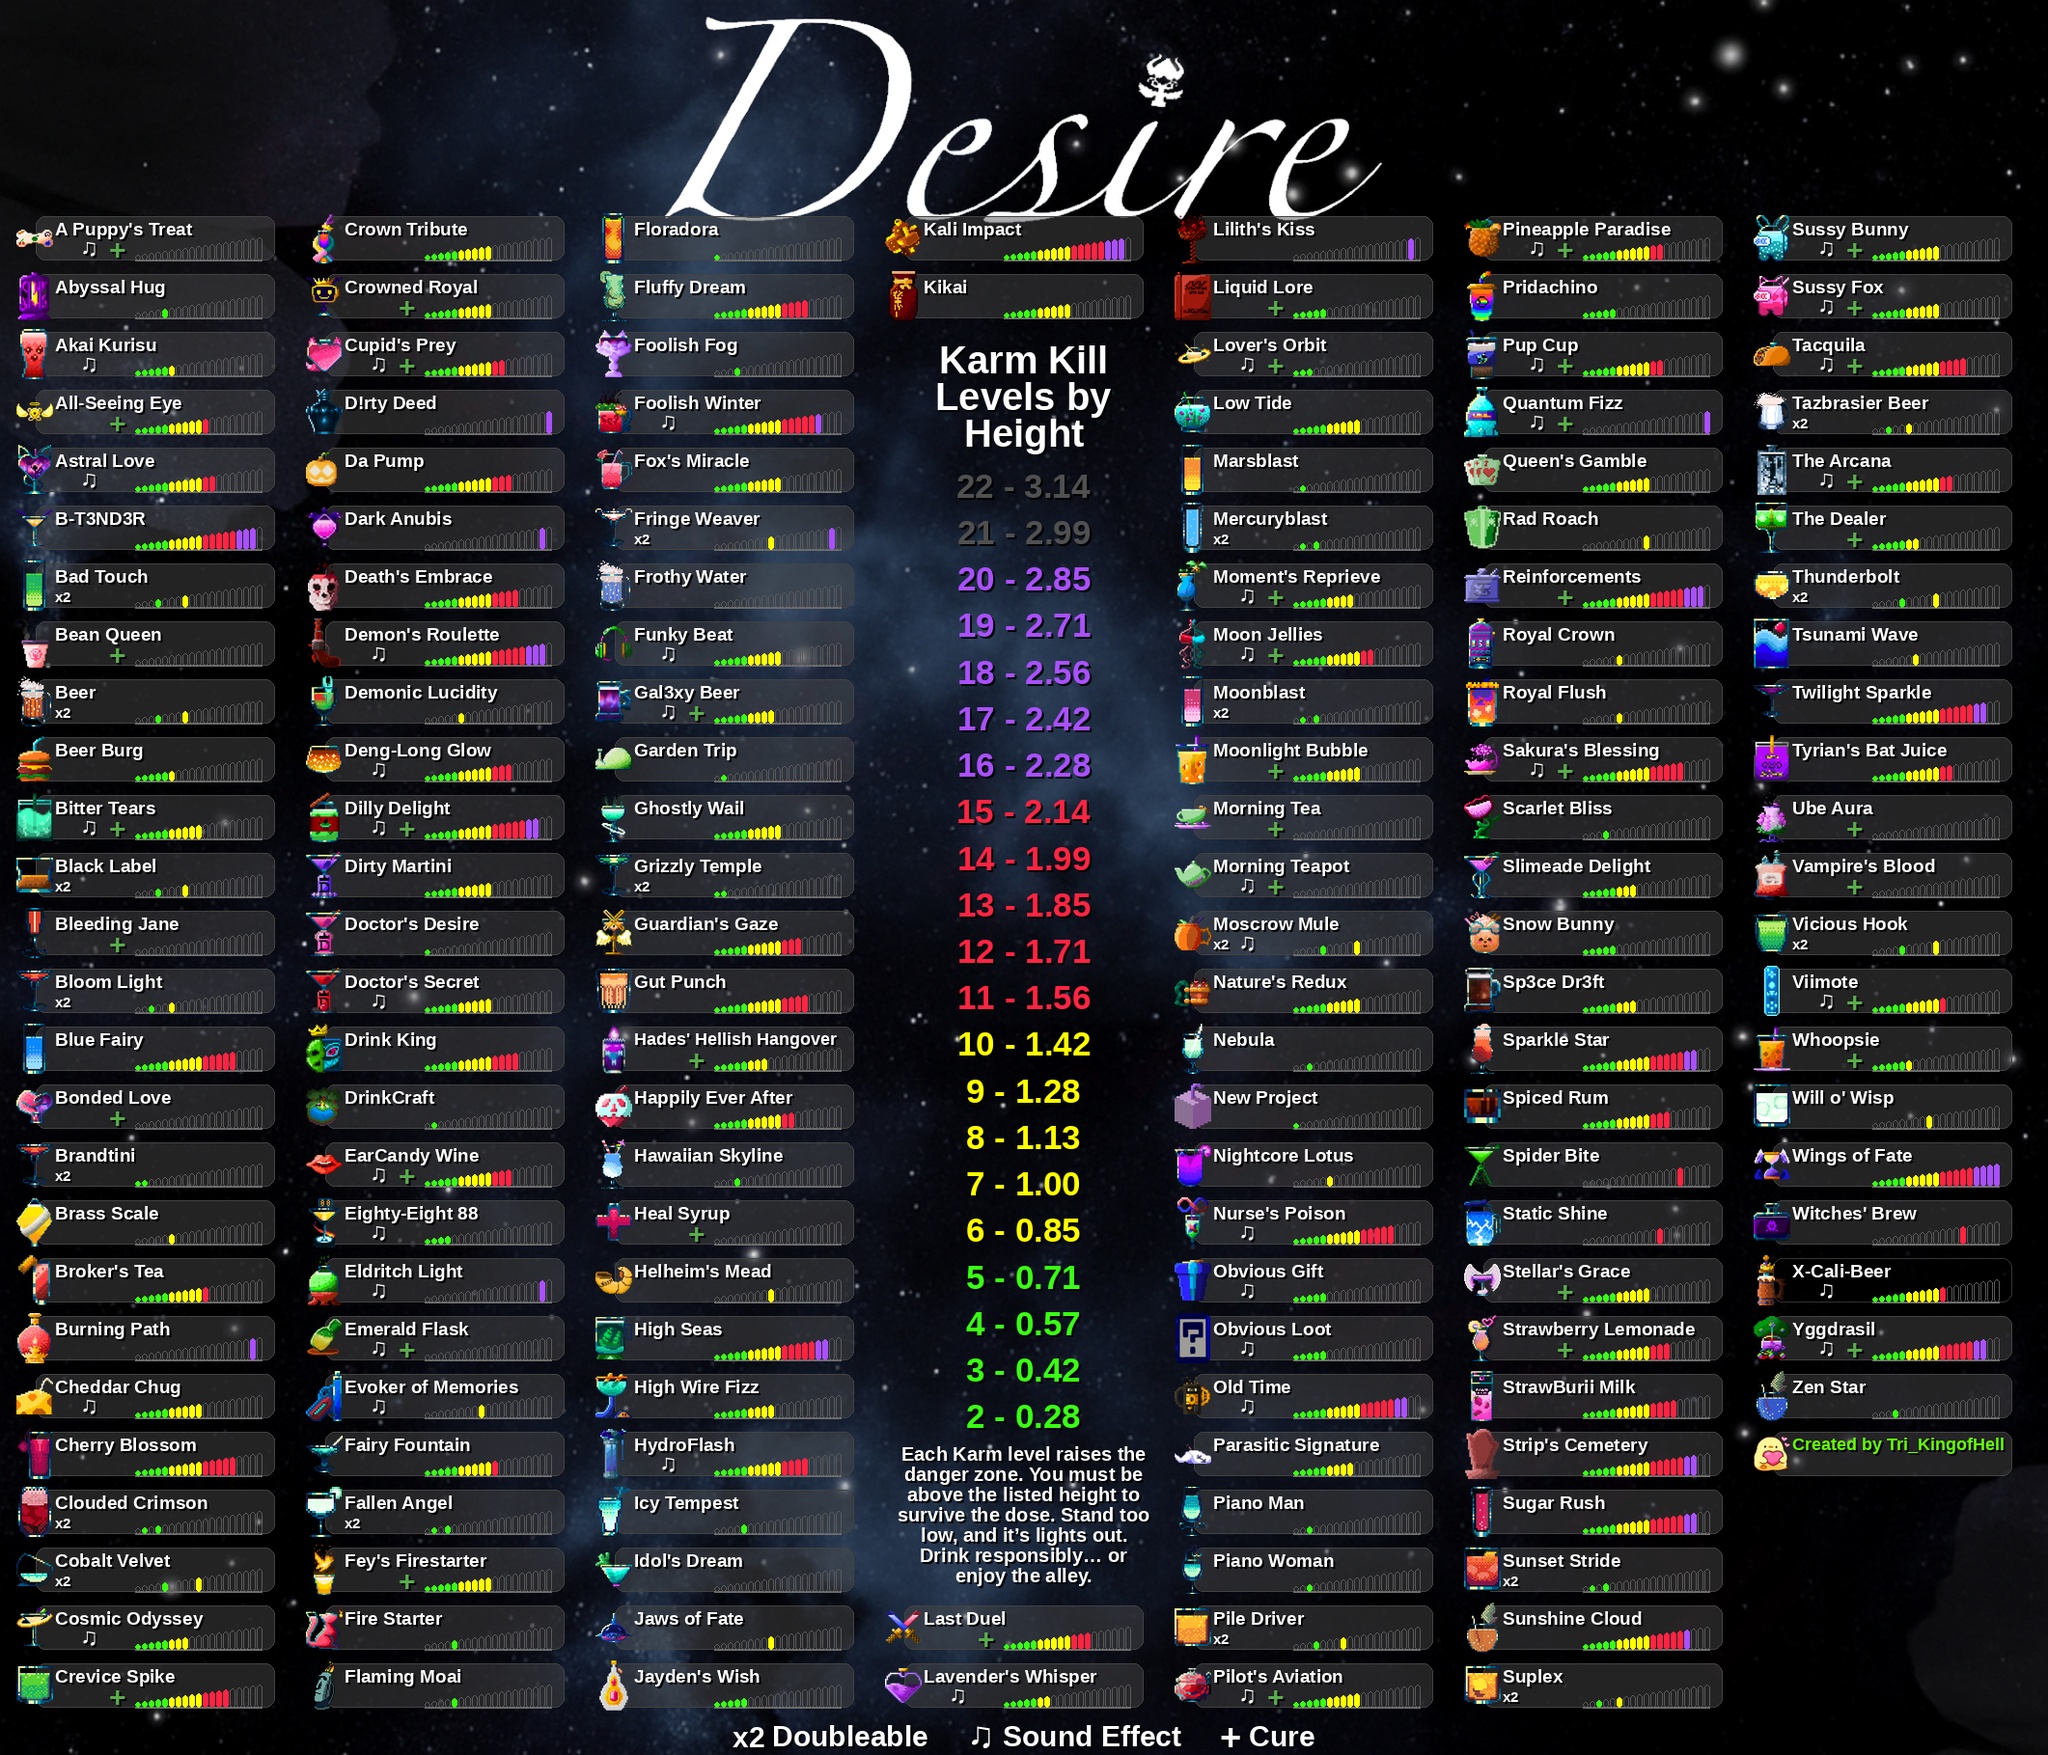 Desire
A Puppy's Treat
♫ +
Abyssal Hug
Akai Kurisu
♫
All-Seeing Eye
+
Astral Love
♫
B-T3ND3R
Bad Touch
x2
Bean Queen
+
Beer
x2
Beer Burg
Bitter Tears
♫ +
Black Label
x2
Bleeding Jane
+
Bloom Light
x2
Blue Fairy
Bonded Love
+
Brandtini
x2
Brass Scale
Broker's Tea
Burning Path
Cheddar Chug
♫
Cherry Blossom
Clouded Crimson
x2
Cobalt Velvet
x2
Cosmic Odyssey
♫
Crevice Spike
+
Crown Tribute
Crowned Royal
+
Cupid's Prey
♫ +
D!rty Deed
Da Pump
Dark Anubis
Death's Embrace
Demon's Roulette
♫
Demonic Lucidity
Deng-Long Glow
♫
Dilly Delight
♫ +
Dirty Martini
Doctor's Desire
Doctor's Secret
♫
Drink King
DrinkCraft
EarCandy Wine
♫ +
Eighty-Eight 88
♫
Eldritch Light
♫
Emerald Flask
♫ +
Evoker of Memories
♫
Fairy Fountain
Fallen Angel
x2
Fey's Firestarter
+
Fire Starter
Flaming Moai
Floradora
Fluffy Dream
Foolish Fog
Foolish Winter
♫
Fox's Miracle
Fringe Weaver
x2
Frothy Water
Funky Beat
♫
Gal3xy Beer
♫ +
Garden Trip
Ghostly Wail
Grizzly Temple
x2
Guardian's Gaze
Gut Punch
Hades' Hellish Hangover
+
Happily Ever After
Hawaiian Skyline
Heal Syrup
+
Helheim's Mead
High Seas
High Wire Fizz
HydroFlash
♫
Icy Tempest
Idol's Dream
Jaws of Fate
Jayden's Wish
Kali Impact
Kikai
Karm Kill
Levels by
Height
22 - 3.14
21 - 2.99
20 - 2.85
19 - 2.71
18 - 2.56
17 - 2.42
16 - 2.28
15 - 2.14
14 - 1.99
13 - 1.85
12 - 1.71
11 - 1.56
10 - 1.42
9 - 1.28
8 - 1.13
7 - 1.00
6 - 0.85
5 - 0.71
4 - 0.57
3 - 0.42
2 - 0.28
Each Karm level raises the
danger zone. You must be
above the listed height to
survive the dose. Stand too
low, and it's lights out.
Drink responsibly... or
enjoy the alley.
Last Duel
+
Lavender's Whisper
♫
Lilith's Kiss
Liquid Lore
+
Lover's Orbit
♫ +
Low Tide
Marsblast
Mercuryblast
x2
Moment's Reprieve
♫ +
Moon Jellies
♫ +
Moonblast
x2
Moonlight Bubble
+
Morning Tea
+
Morning Teapot
♫ +
Moscrow Mule
x2 ♫
Nature's Redux
Nebula
New Project
Nightcore Lotus
Nurse's Poison
♫
Obvious Gift
♫
Obvious Loot
♫
Old Time
♫
Parasitic Signature
Piano Man
Piano Woman
Pile Driver
x2
Pilot's Aviation
♫ +
Pineapple Paradise
♫ +
Pridachino
Pup Cup
♫ +
Quantum Fizz
♫ +
Queen's Gamble
Rad Roach
Reinforcements
+
Royal Crown
Royal Flush
Sakura's Blessing
♫ +
Scarlet Bliss
Slimeade Delight
Snow Bunny
Sp3ce Dr3ft
Sparkle Star
Spiced Rum
Spider Bite
Static Shine
Stellar's Grace
+
Strawberry Lemonade
+
StrawBurii Milk
Strip's Cemetery
Sugar Rush
Sunset Stride
x2
Sunshine Cloud
Suplex
x2
Sussy Bunny
♫ +
Sussy Fox
♫ +
Tacquila
♫
Tazbrasier Beer
x2
The Arcana
♫ +
The Dealer
+
Thunderbolt
x2
Tsunami Wave
Twilight Sparkle
Tyrian's Bat Juice
Ube Aura
+
Vampire's Blood
+
Vicious Hook
x2
Viimote
♫ +
Whoopsie
+
Will o' Wisp
Wings of Fate
Witches' Brew
X-Cali-Beer
♫
Yggdrasil
♫ +
Zen Star
Created by Tri_KingofHell
x2 Doubleable ♫ Sound Effect + Cure